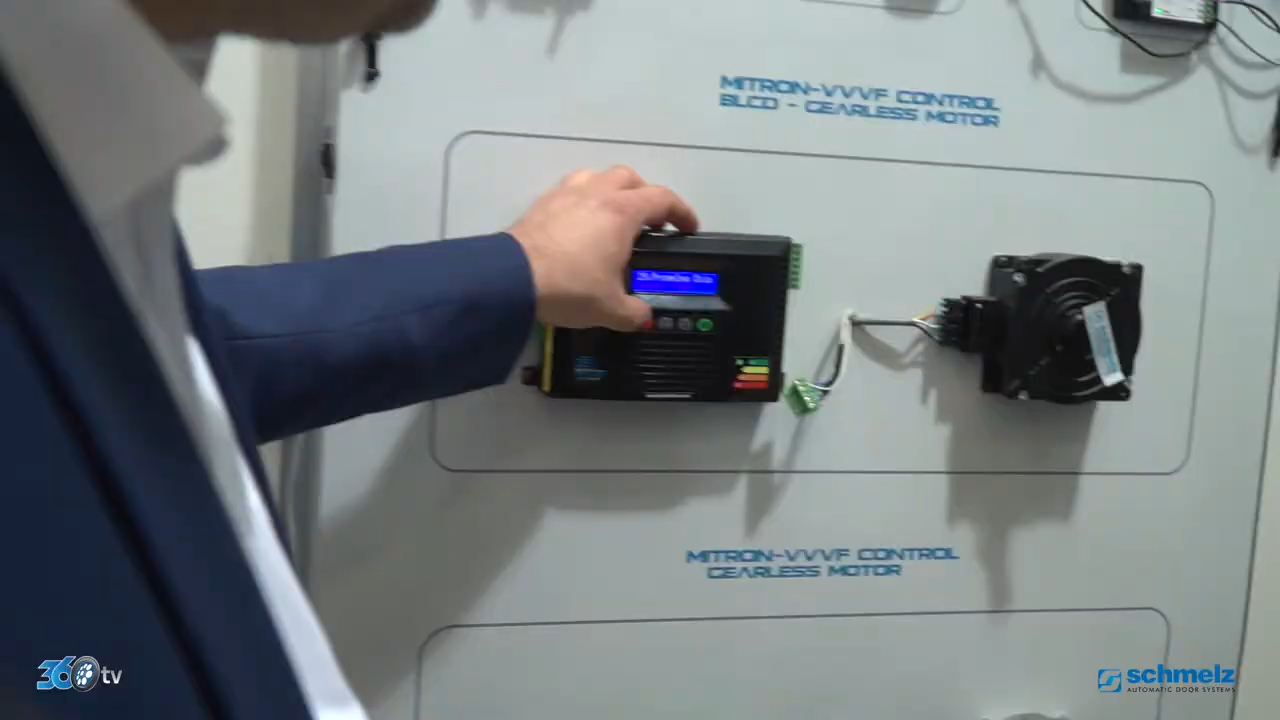 MITRON-VVVF CONTROL
BLCD - GEARLESS MOTOR
MITRON-VVVF CONTROL
GEARLESS MOTOR
360tv
schmelz
AUTOMATIC DOOR SYSTEMS